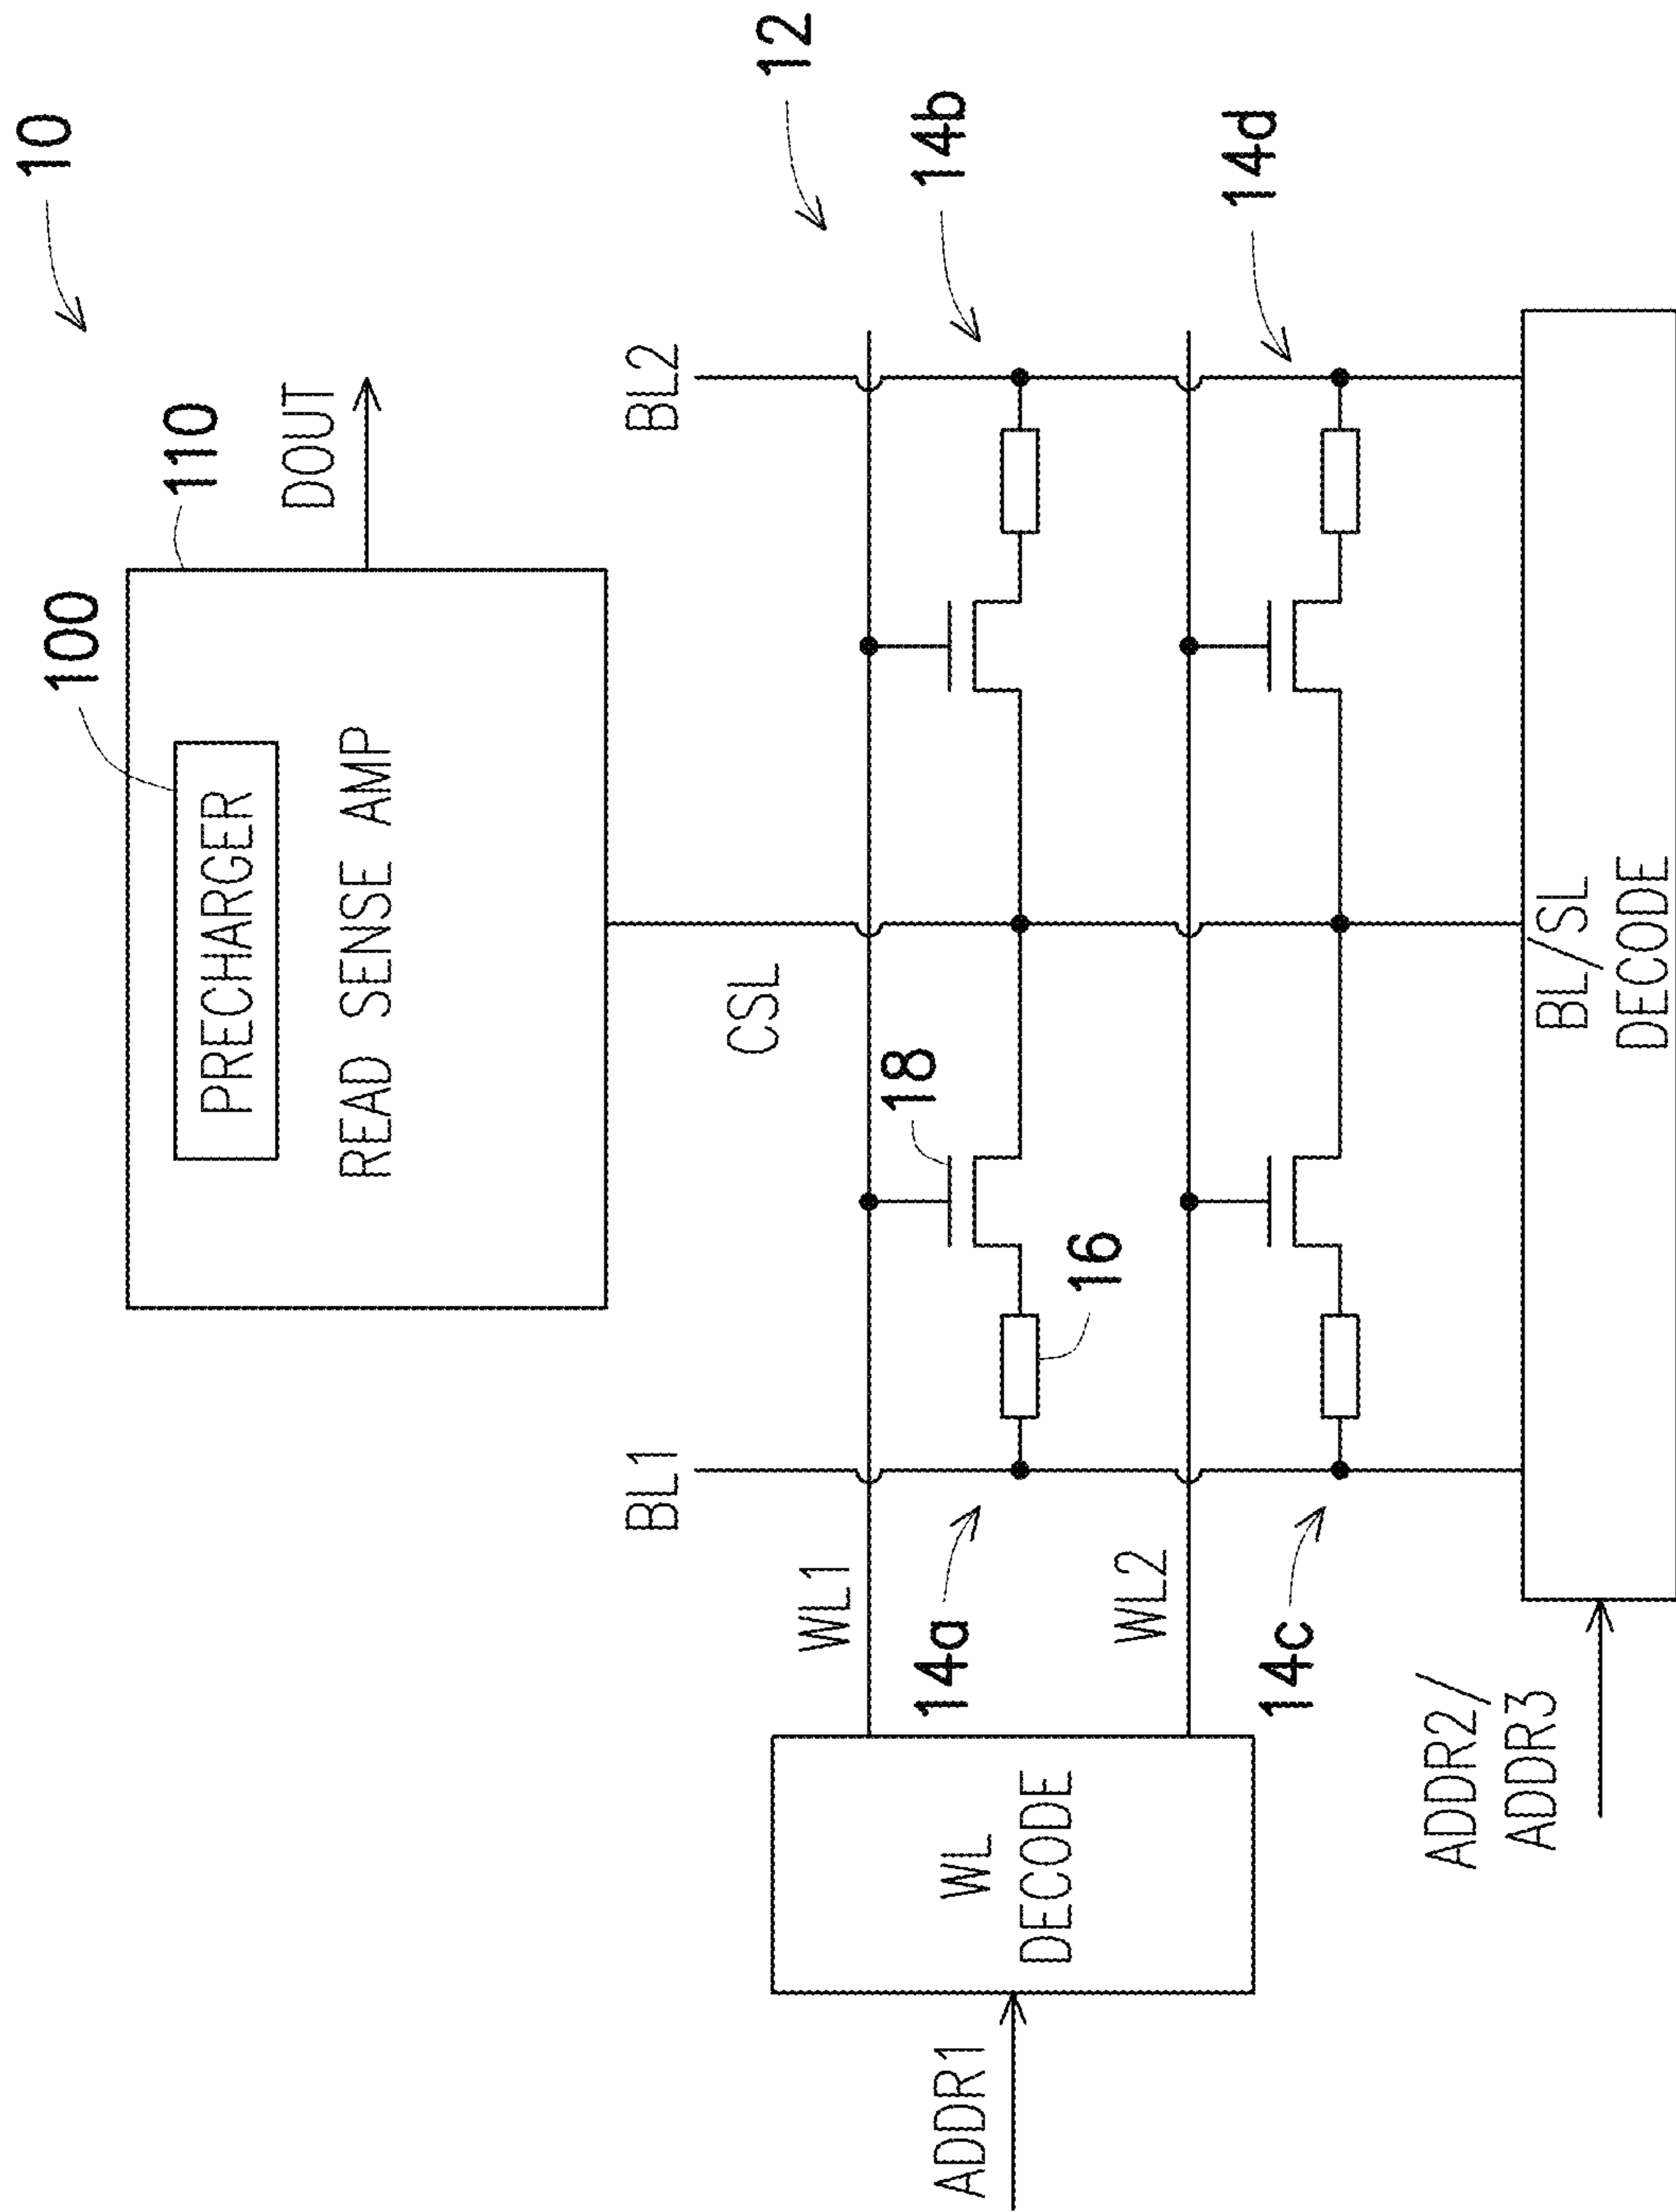 10
100
110
PRECHARGER
READ SENSE AMP
DOUT
12
BL1
CSL
BL2
WL1
18
14b
14a
16
WL
DECODE
ADDR1
WL2
14d
14c
ADDR2/
ADDR3
BL/SL
DECODE